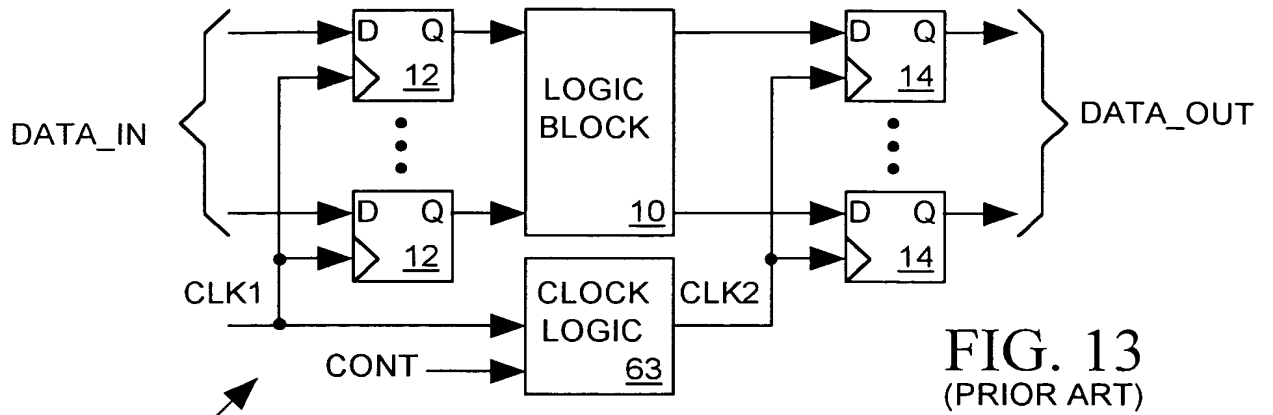 D Q
12
LOGIC
BLOCK
10
D Q
14
DATA_IN
DATA_OUT
D Q
12
D Q
14
CLK1
CLOCK
LOGIC
63
CLK2
CONT
FIG. 13
(PRIOR ART)